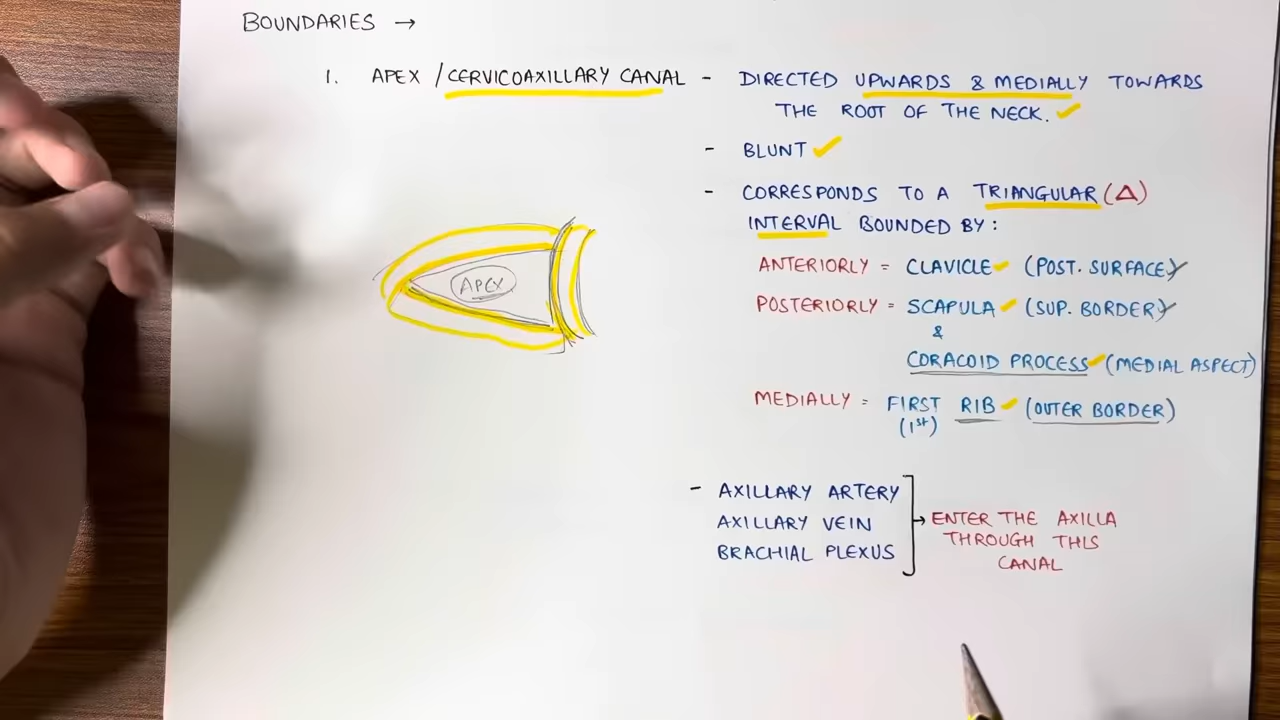 BOUNDARIES →
1. APEX / CERVICOAXILLARY CANAL - DIRECTED UPWARDS & MEDIALLY TOWARDS
THE ROOT OF THE NECK.
- BLUNT
- CORRESPONDS TO A TRIANGULAR (Δ)
INTERVAL BOUNDED BY:
ANTERIORLY = CLAVICLE (POST. SURFACE)
POSTERIORLY = SCAPULA (SUP. BORDER)
&
CORACOID PROCESS (MEDIAL ASPECT)
MEDIALLY = FIRST RIB (OUTER BORDER)
(1st)
APEX
- AXILLARY ARTERY
AXILLARY VEIN
BRACHIAL PLEXUS
→ ENTER THE AXILLA
THROUGH THIS
CANAL